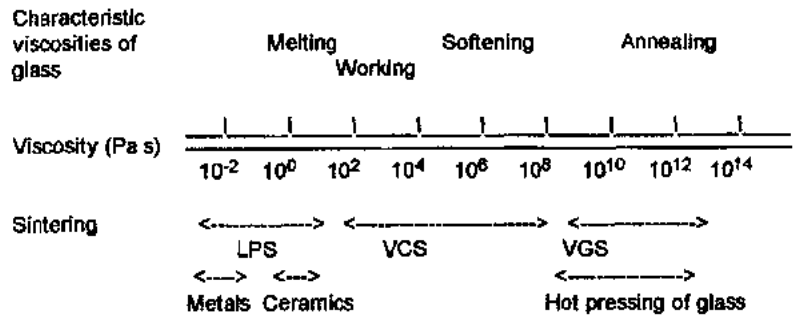 Characteristic
viscosities of
glass
Melting
Working
Softening
Annealing
Viscosity (Pa s)
10⁻² 10⁰ 10² 10⁴ 10⁶ 10⁸ 10¹⁰ 10¹² 10¹⁴
Sintering
LPS VCS VGS
Metals Ceramics Hot pressing of glass